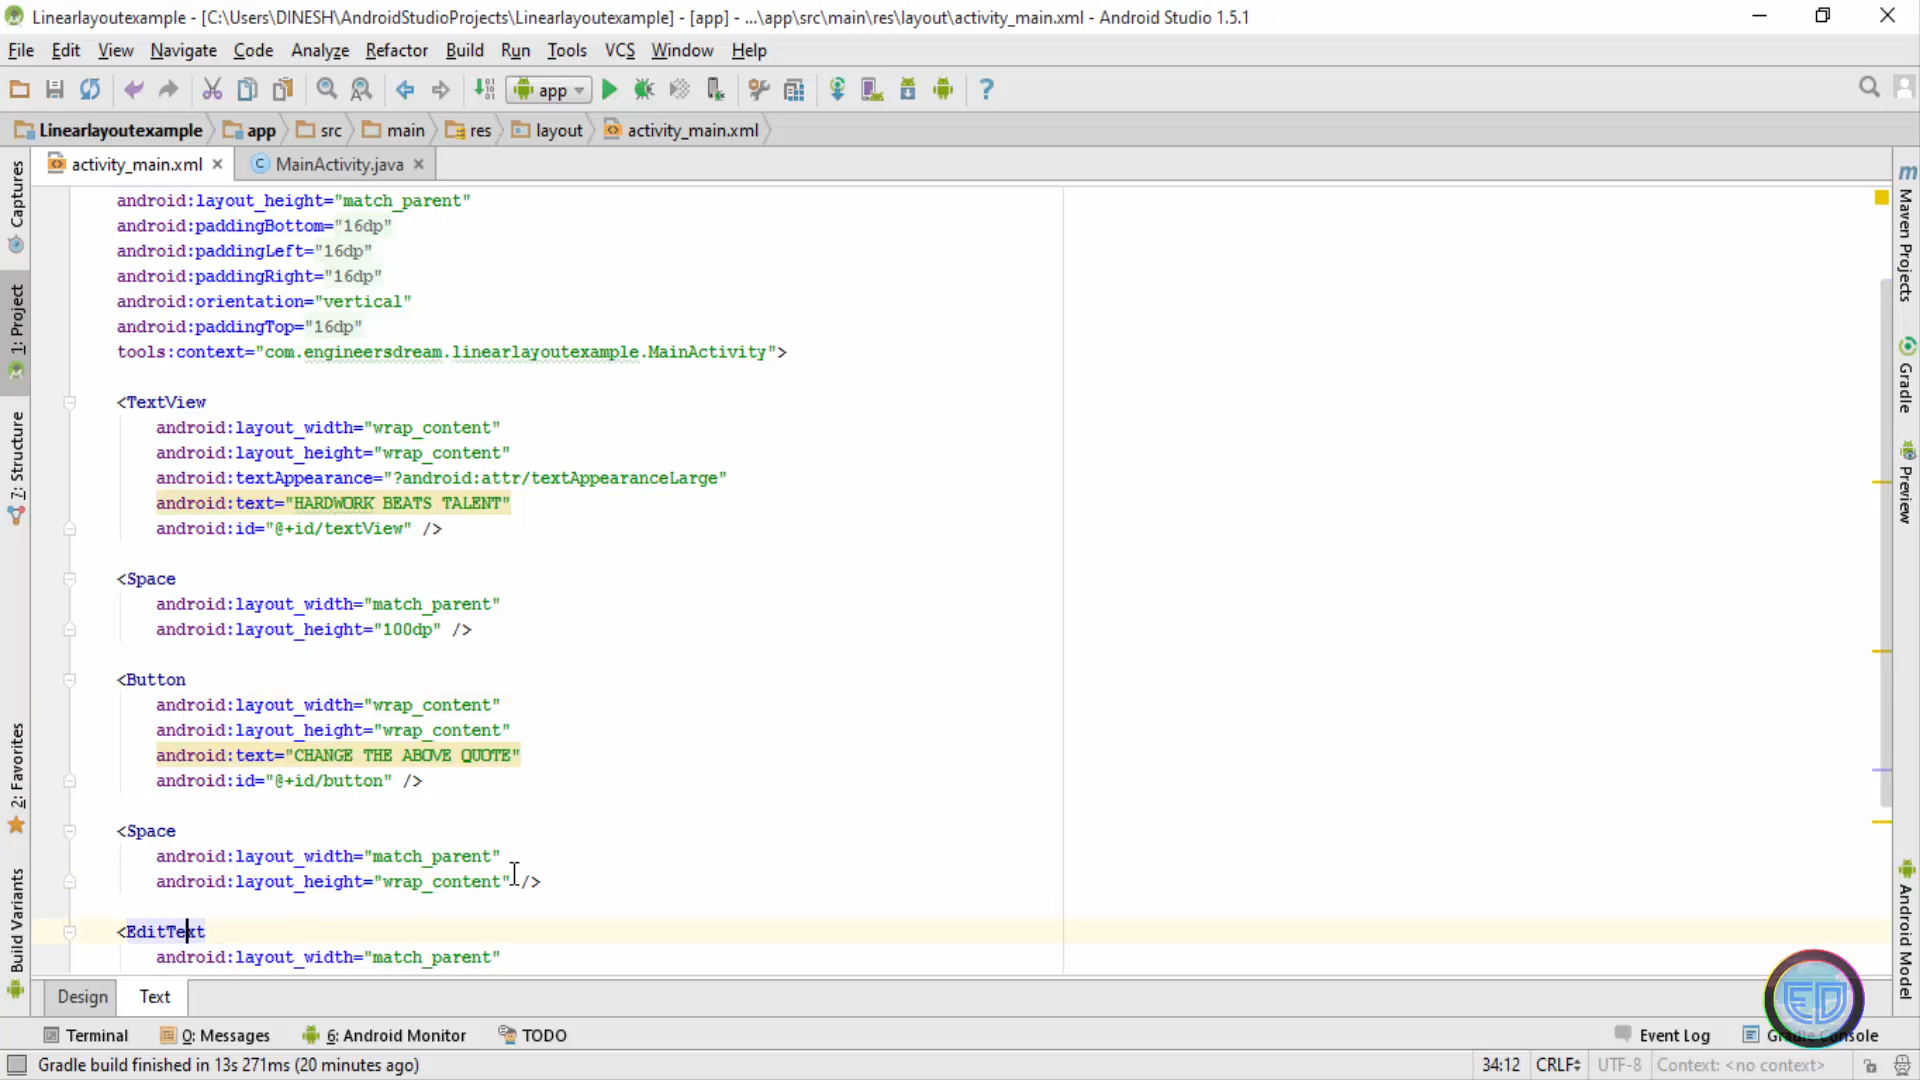 Linearlayoutexample - [C:\Users\DINESH\AndroidStudioProjects\Linearlayoutexample] - [app] - ...\app\src\main\res\layout\activity_main.xml - Android Studio 1.5.1
File Edit View Navigate Code Analyze Refactor Build Run Tools VCS Window Help
app
Linearlayoutexample app src main res layout activity_main.xml
activity_main.xml MainActivity.java
android:layout_height="match_parent"
android:paddingBottom="16dp"
android:paddingLeft="16dp"
android:paddingRight="16dp"
android:orientation="vertical"
android:paddingTop="16dp"
tools:context="com.engineersdream.linearlayoutexample.MainActivity">
<TextView
android:layout_width="wrap_content"
android:layout_height="wrap_content"
android:textAppearance="?android:attr/textAppearanceLarge"
android:text="HARDWORK BEATS TALENT"
android:id="@+id/textView" />
<Space
android:layout_width="match_parent"
android:layout_height="100dp" />
<Button
android:layout_width="wrap_content"
android:layout_height="wrap_content"
android:text="CHANGE THE ABOVE QUOTE"
android:id="@+id/button" />
<Space
android:layout_width="match_parent"
android:layout_height="wrap_content" />
<EditText
android:layout_width="match_parent"
Captures
1: Project
7: Structure
2: Favorites
Build Variants
Maven Projects
Gradle
Preview
Android Model
Design Text
ED
Terminal 0: Messages 6: Android Monitor TODO Event Log Gradle Console
Gradle build finished in 13s 271ms (20 minutes ago) 34:12 CRLF UTF-8 Context: <no context>